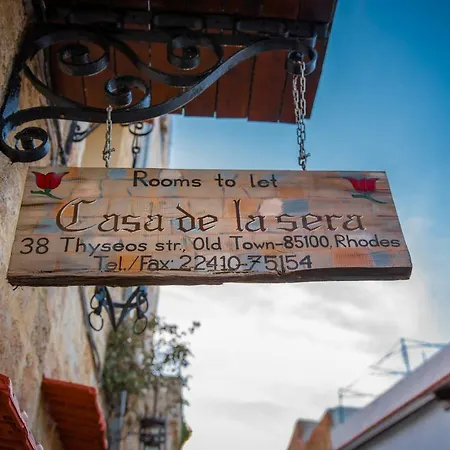 Rooms to let
Casa de la sera
38 Thyseos str., Old Town-85100, Rhodes
Tel./Fax: 22410-75154